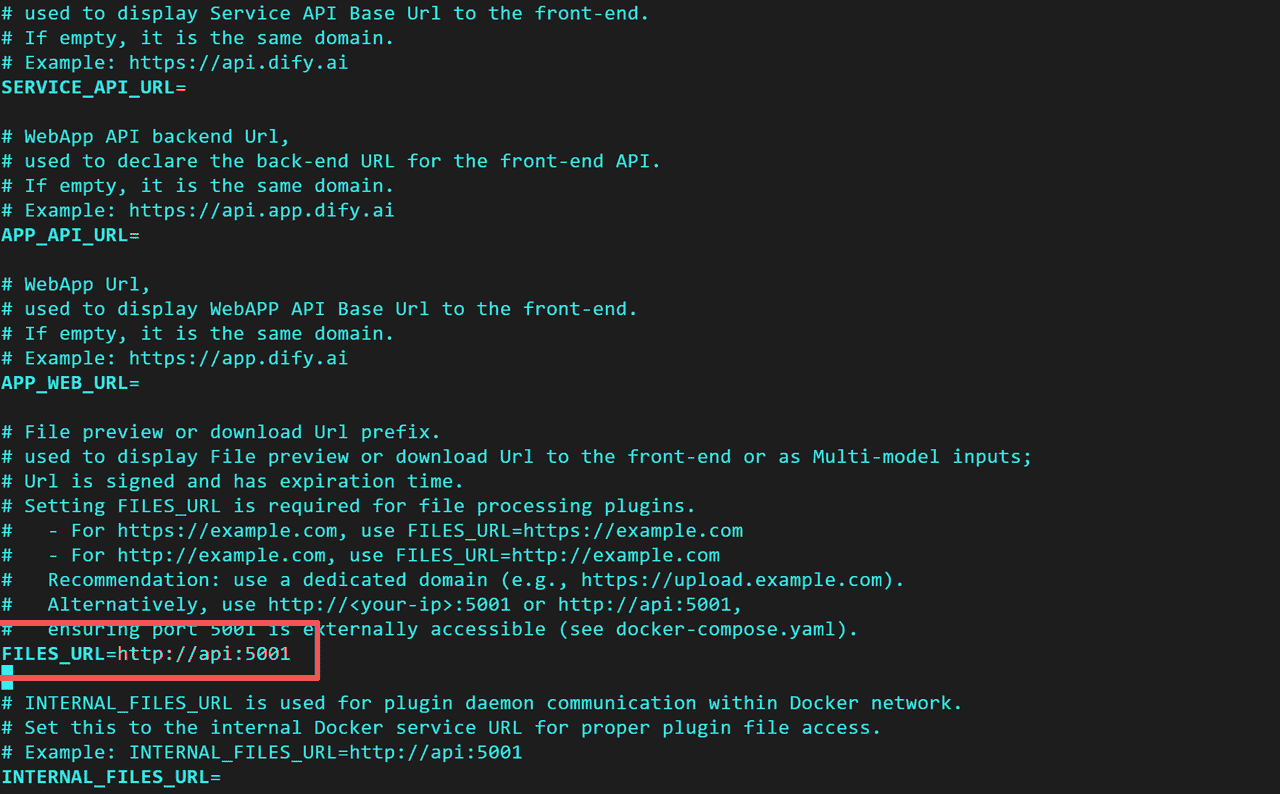 # used to display Service API Base Url to the front-end.
# If empty, it is the same domain.
# Example: https://api.dify.ai
SERVICE_API_URL=
# WebApp API backend Url,
# used to declare the back-end URL for the front-end API.
# If empty, it is the same domain.
# Example: https://api.app.dify.ai
APP_API_URL=
# WebApp Url,
# used to display WebAPP API Base Url to the front-end.
# If empty, it is the same domain.
# Example: https://app.dify.ai
APP_WEB_URL=
# File preview or download Url prefix.
# used to display File preview or download Url to the front-end or as Multi-model inputs;
# Url is signed and has expiration time.
# Setting FILES_URL is required for file processing plugins.
#   - For https://example.com, use FILES_URL=https://example.com
#   - For http://example.com, use FILES_URL=http://example.com
#   Recommendation: use a dedicated domain (e.g., https://upload.example.com).
#   Alternatively, use http://<your-ip>:5001 or http://api:5001,
#   ensuring port 5001 is externally accessible (see docker-compose.yaml).
FILES_URL=http://api:5001
# INTERNAL_FILES_URL is used for plugin daemon communication within Docker network.
# Set this to the internal Docker service URL for proper plugin file access.
# Example: INTERNAL_FILES_URL=http://api:5001
INTERNAL_FILES_URL=